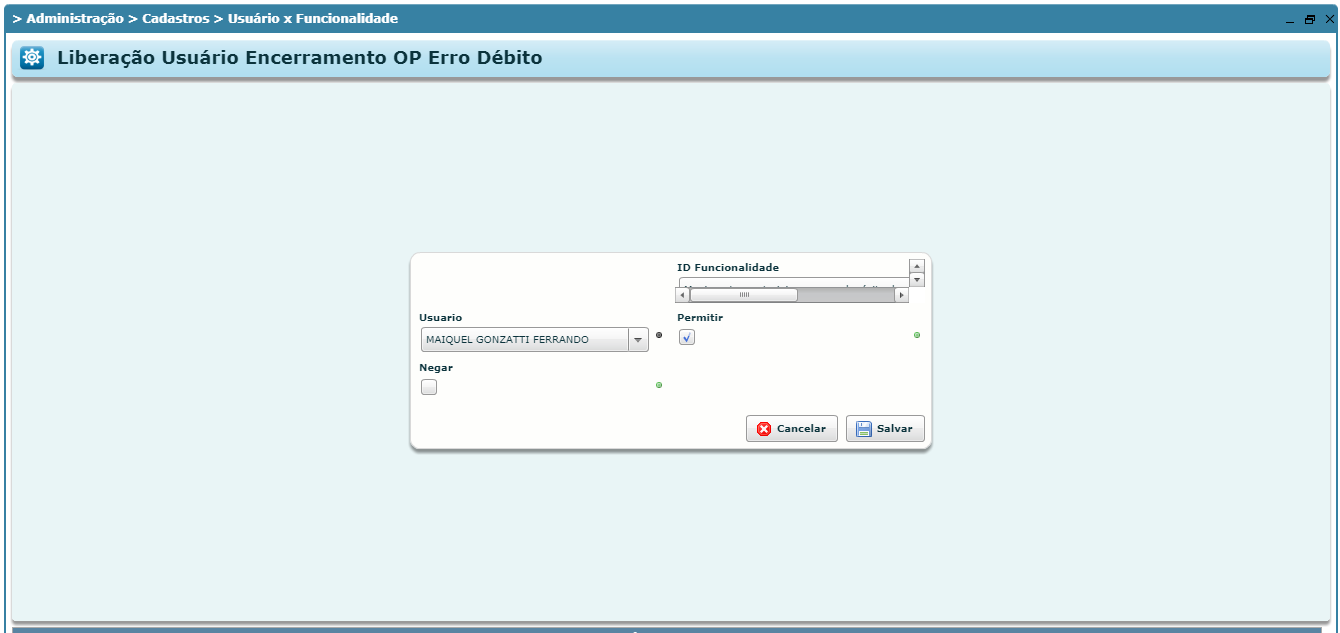 > Administração > Cadastros > Usuário x Funcionalidade
Liberação Usuário Encerramento OP Erro Débito
ID Funcionalidade
Usuario
Permitir
MAIQUEL GONZATTI FERRANDO
Negar
Cancelar
Salvar